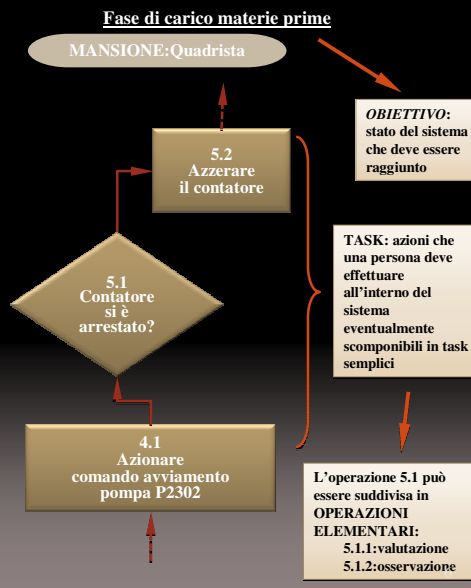 Fase di carico materie prime
MANSIONE:Quadrista
OBIETTIVO:
stato del sistema
che deve essere
raggiunto
5.2
Azzerare
il contatore
TASK: azioni che
una persona deve
effettuare
all'interno del
sistema
eventualmente
scomponibili in task
semplici
5.1
Contatore
si è
arrestato?
4.1
Azionare
comando avviamento
pompa P2302
L'operazione 5.1 può
essere suddivisa in
OPERAZIONI
ELEMENTARI:
5.1.1:valutazione
5.1.2:osservazione